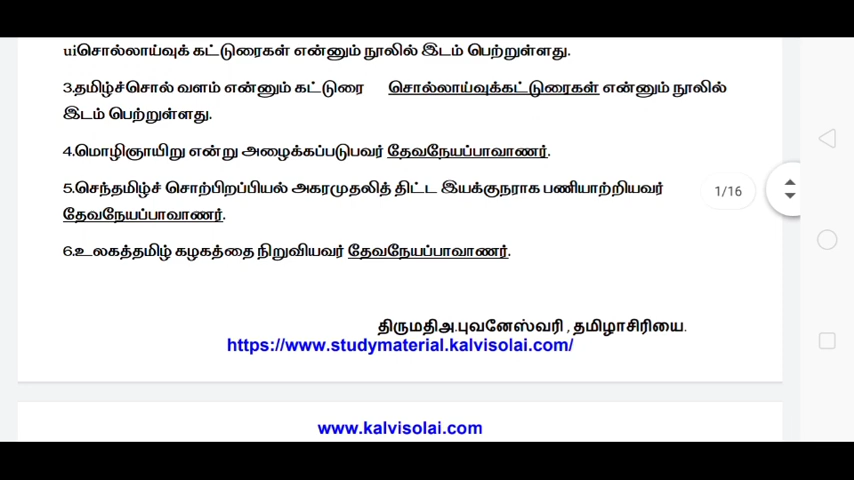 uiசொல்லாய்வுக் கட்டுரைகள் என்னும் நூலில் இடம் பெற்றுள்ளது.
3.தமிழ்ச்சொல் வளம் என்னும் கட்டுரை சொல்லாய்வுக்கட்டுரைகள் என்னும் நூலில்
இடம் பெற்றுள்ளது.
4.மொழிஞாயிறு என்று அழைக்கப்படுபவர் தேவநேயப்பாவாணர்.
5.செந்தமிழ்ச் சொற்பிறப்பியல் அகரமுதலித் திட்ட இயக்குநராக பணியாற்றியவர்
தேவநேயப்பாவாணர்.
1/16
6.உலகத்தமிழ் கழகத்தை நிறுவியவர் தேவநேயப்பாவாணர்.
திருமதிஅ.புவனேஸ்வரி , தமிழாசிரியை.
https://www.studymaterial.kalvisolai.com/
www.kalvisolai.com